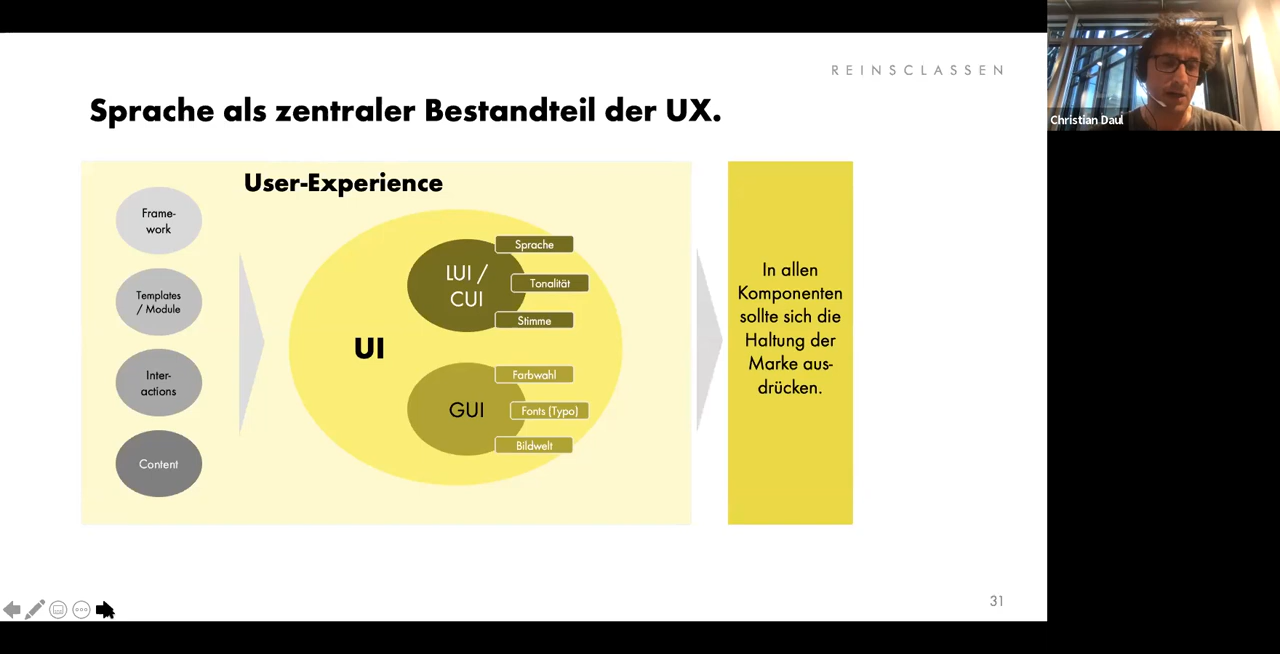 REINSCLASSEN
Christian Daul
Sprache als zentraler Bestandteil der UX.
User-Experience
Frame-
work
Templates
/ Module
Inter-
actions
Content
UI
LUI /
CUI
Sprache
Tonalität
Stimme
GUI
Farbwahl
Fonts (Typo)
Bildwelt
In allen
Komponenten
sollte sich die
Haltung der
Marke aus-
drücken.
31